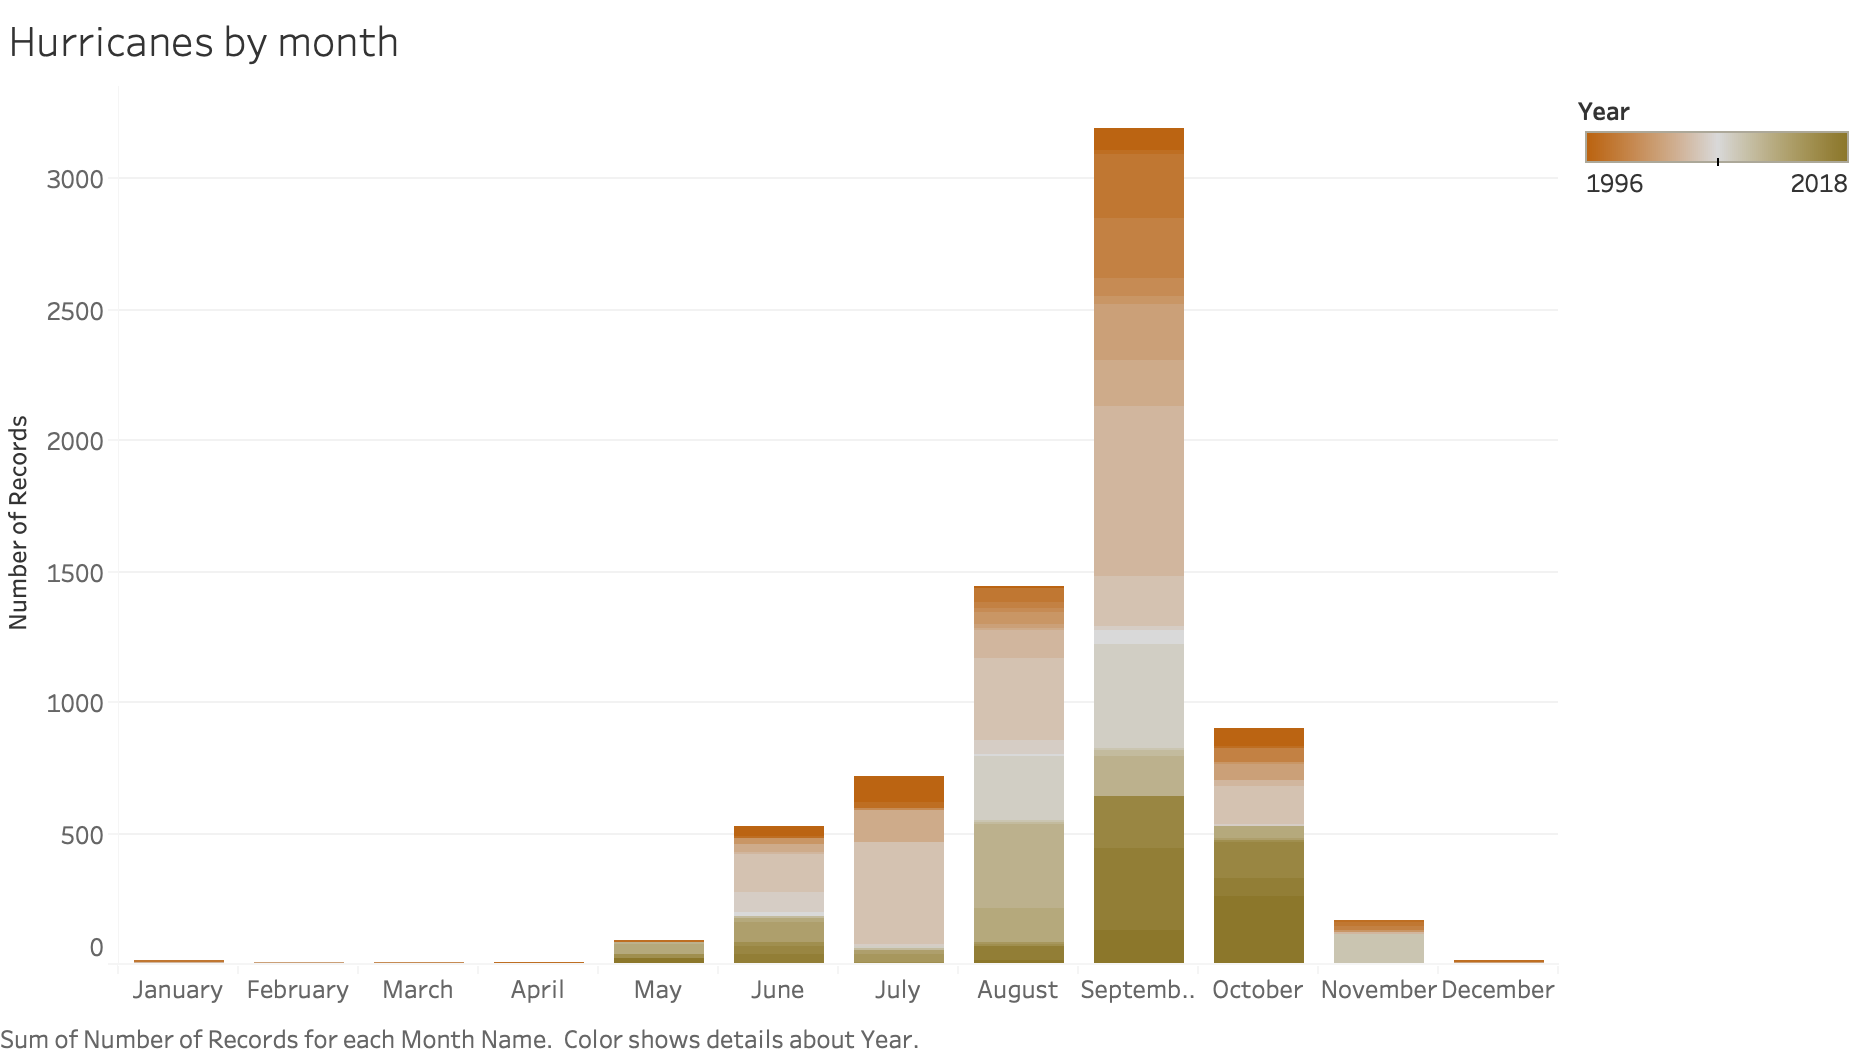 Hurricanes by month
Year
1996 2018
Number of Records
3000
2500
2000
1500
1000
500
0
January February March April May June July August Septemb.. October November December
Sum of Number of Records for each Month Name. Color shows details about Year.